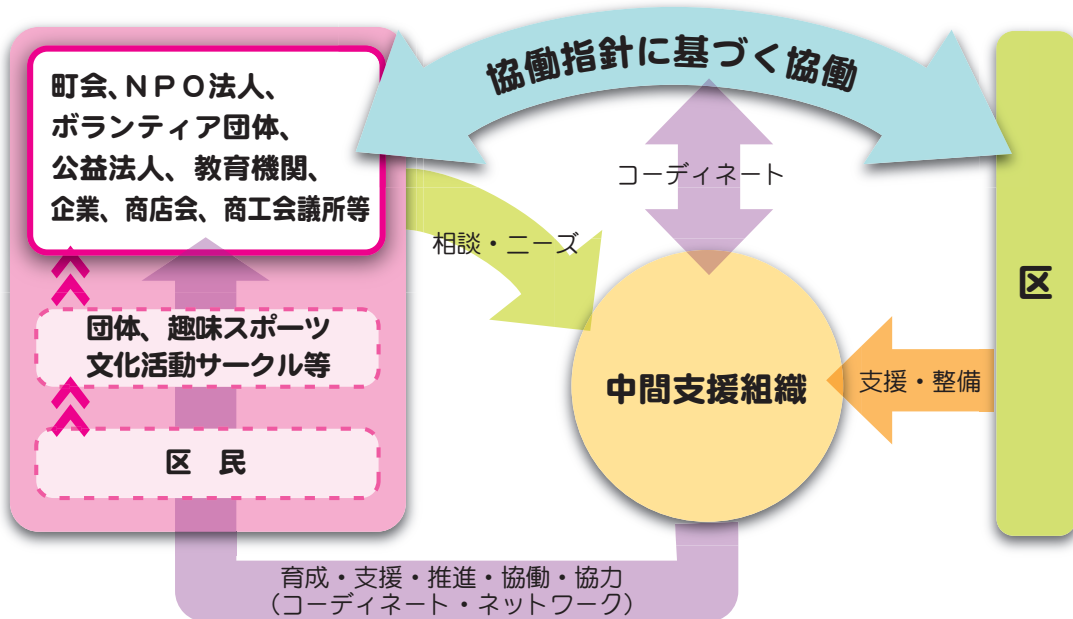 協働指針に基づく協働
町会、ＮＰＯ法人、
ボランティア団体、
公益法人、教育機関、
企業、商店会、商工会議所等
コーディネート
相談・ニーズ
区
団体、趣味スポーツ
文化活動サークル等
中間支援組織
支援・整備
区　民
育成・支援・推進・協働・協力
（コーディネート・ネットワーク）